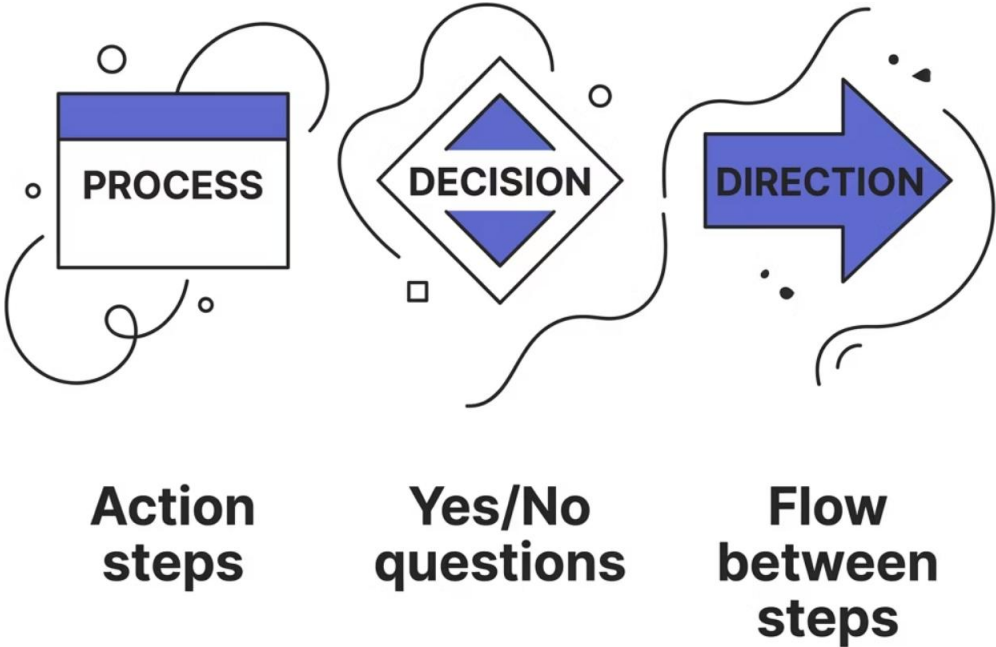 PROCESS
DECISION
DIRECTION
Action
steps
Yes/No
questions
Flow
between
steps